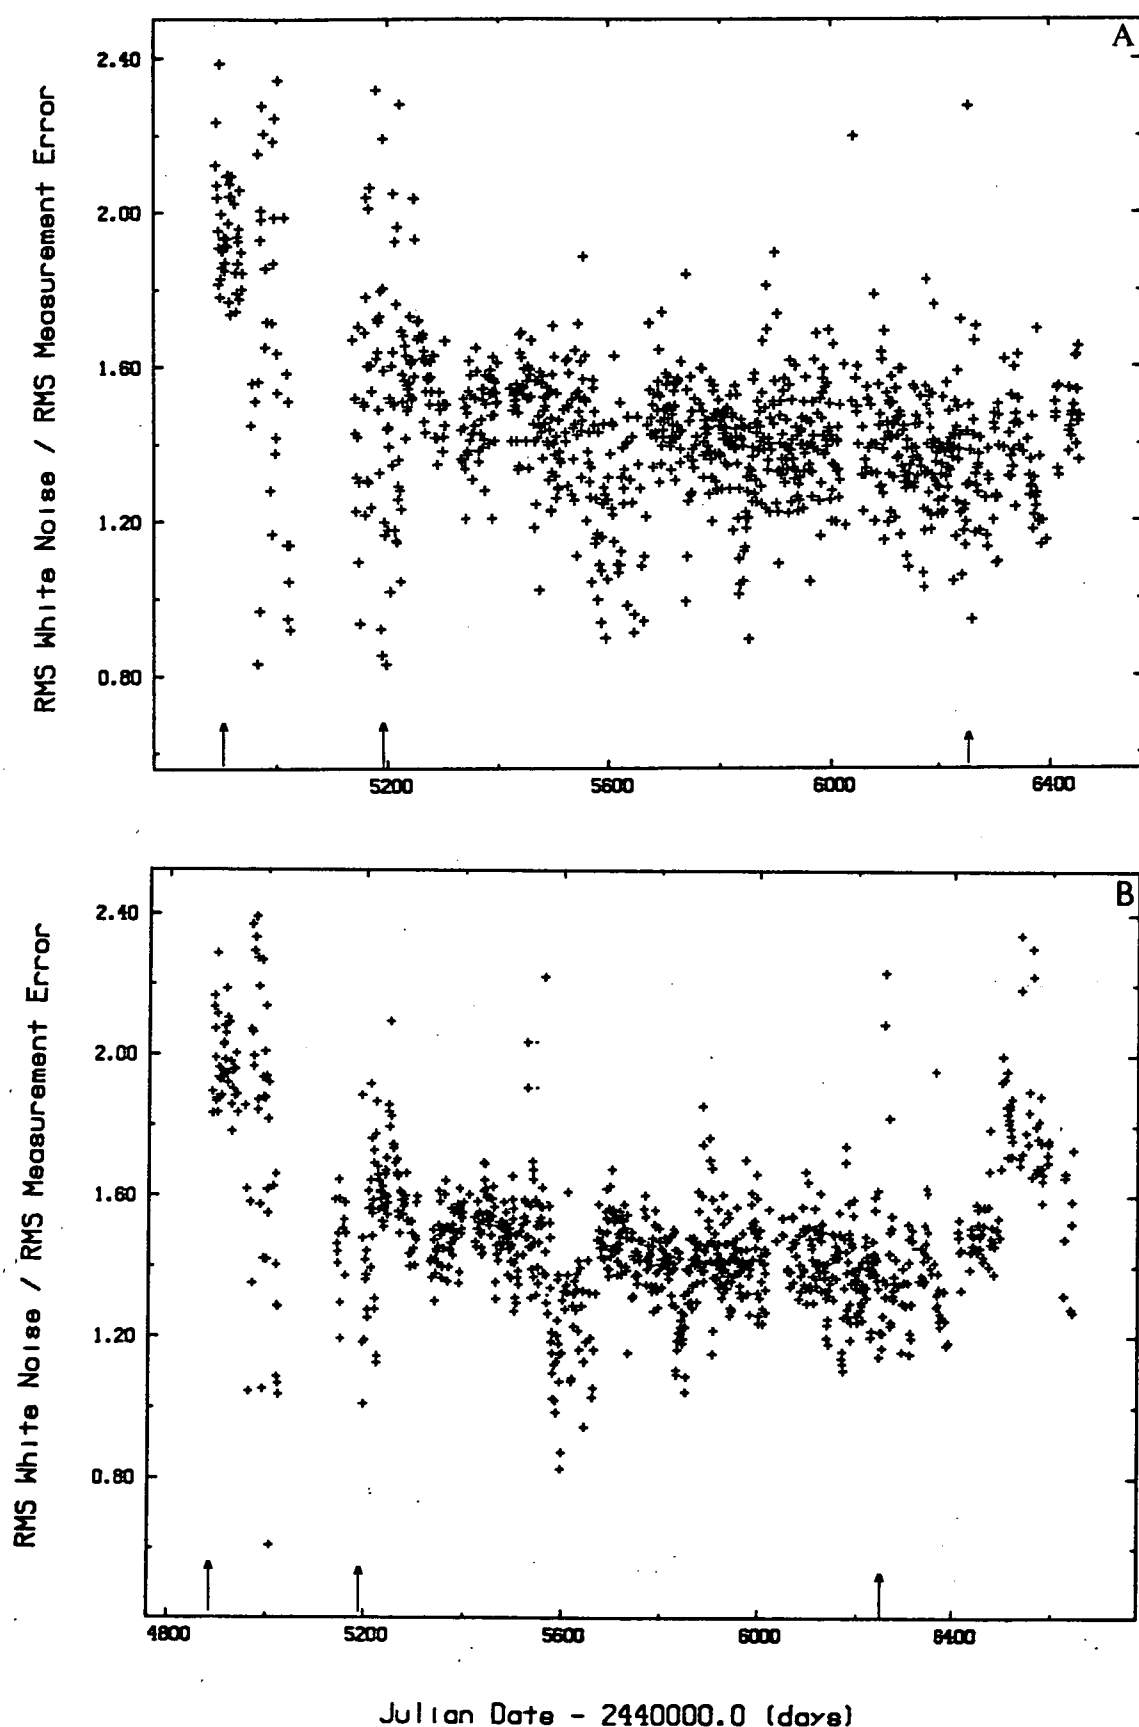 A
RMS White Noise / RMS Measurement Error
2.40
2.00
1.60
1.20
0.80
5200 5600 6000 6400
B
RMS White Noise / RMS Measurement Error
2.40
2.00
1.60
1.20
0.80
4800 5200 5600 6000 6400
Julian Date - 2440000.0 (days)